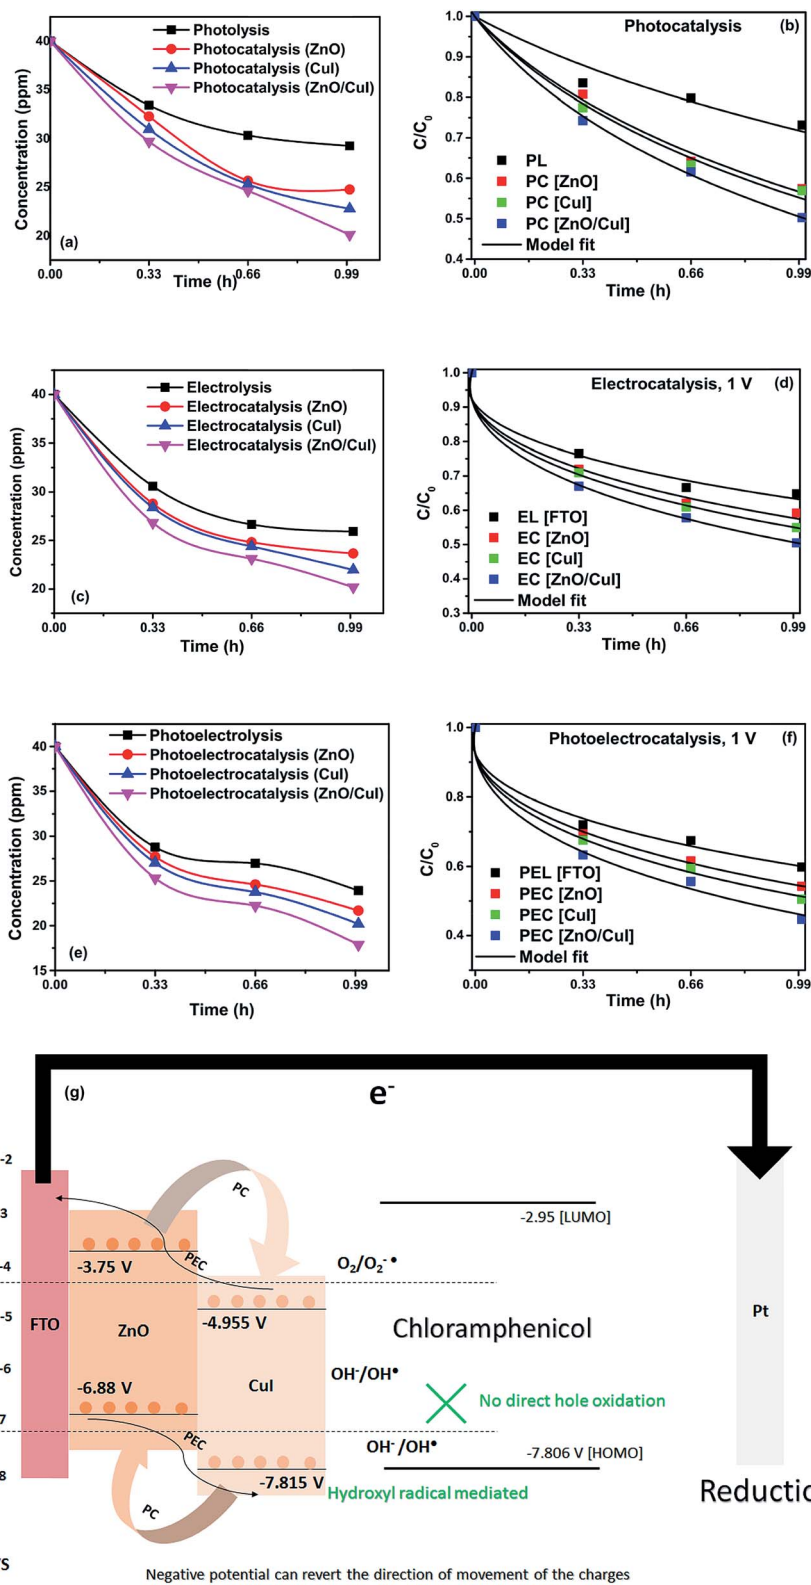 Photolysis
Photocatalysis (ZnO)
Photocatalysis (CuI)
Photocatalysis (ZnO/CuI)
Concentration (ppm)
40
35
30
25
20
(a)
0.00 0.33 0.66 0.99
Time (h)
Photocatalysis (b)
C/C0
1.0
0.9
0.8
0.7
0.6
0.5
0.4
PL
PC [ZnO]
PC [CuI]
PC [ZnO/CuI]
Model fit
0.00 0.33 0.66 0.99
Time (h)
Electrolysis
Electrocatalysis (ZnO)
Electrocatalysis (CuI)
Electrocatalysis (ZnO/CuI)
Concentration (ppm)
40
35
30
25
20
(c)
0.00 0.33 0.66 0.99
Time (h)
Electrocatalysis, 1 V (d)
C/C0
1.0
0.9
0.8
0.7
0.6
0.5
0.4
0.3
EL [FTO]
EC [ZnO]
EC [CuI]
EC [ZnO/CuI]
Model fit
0.00 0.33 0.66 0.99
Time (h)
Photoelectrolysis
Photoelectrocatalysis (ZnO)
Photoelectrocatalysis (CuI)
Photoelectrocatalysis (ZnO/CuI)
Concentration (ppm)
40
35
30
25
20
15
(e)
0.00 0.33 0.66 0.99
Time (h)
Photoelectrocatalysis, 1 V (f)
C/C0
1.0
0.8
0.6
0.4
PEL [FTO]
PEC [ZnO]
PEC [CuI]
PEC [ZnO/CuI]
Model fit
0.00 0.33 0.66 0.99
Time (h)
(g)
e-
-2
-3
-4
-5
-6
-7
-8
PC
-2.95 [LUMO]
PEC
O2/O2-•
-3.75 V
FTO
ZnO
-4.955 V
Chloramphenicol
Pt
CuI
OH-/OH•
-6.88 V
No direct hole oxidation
PEC
OH-/OH•
-7.806 V [HOMO]
-7.815 V
Hydroxyl radical mediated
Reductio
PC
Negative potential can revert the direction of movement of the charges